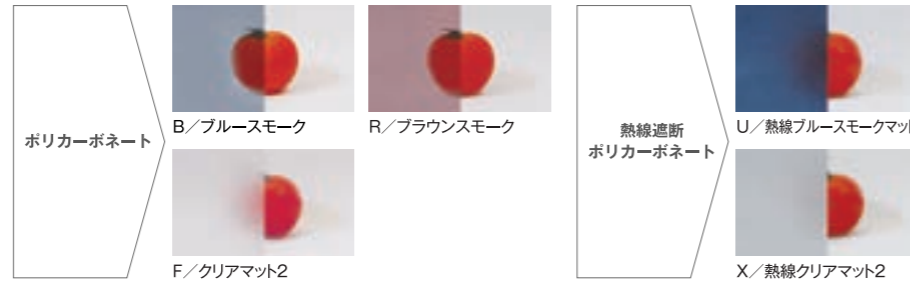 ポリカーボネート
B／ブルースモーク
R／ブラウンスモーク
F／クリアマット2
熱線遮断
ポリカーボネート
U／熱線ブルースモークマッ
X／熱線クリアマット2